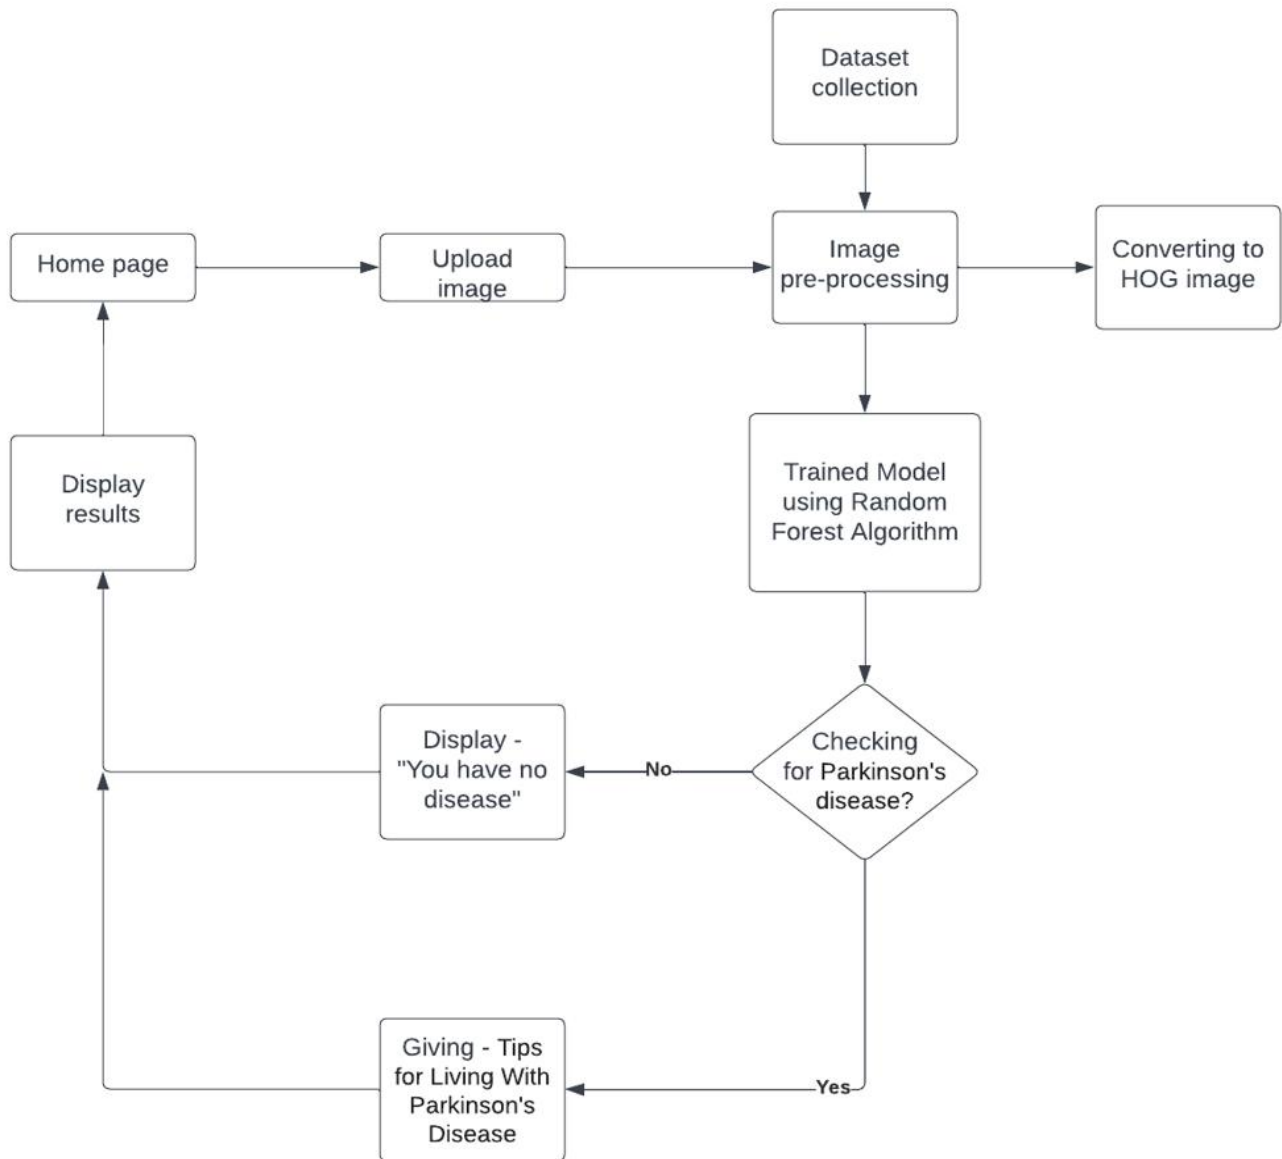 Dataset
collection
Home page
Upload
image
Image
pre-processing
Converting to
HOG image
Display
results
Trained Model
using Random
Forest Algorithm
Display -
"You have no
disease"
No
Checking
for Parkinson's
disease?
Giving - Tips
for Living With
Parkinson's
Disease
Yes